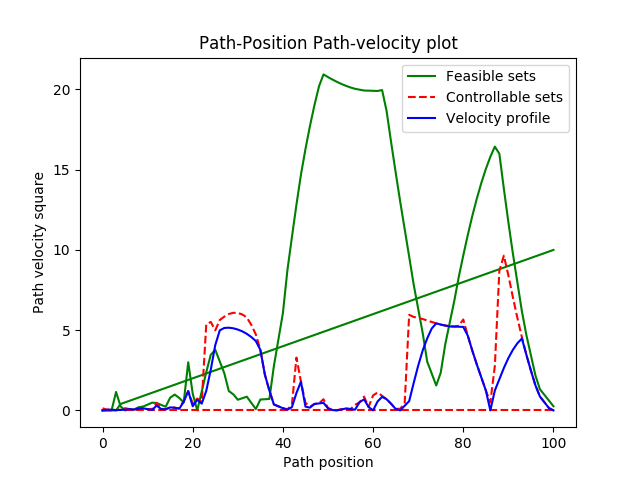 Path-Position Path-velocity plot
Feasible sets
Controllable sets
Velocity profile
Path velocity square
20
15
10
5
0
0 20 40 60 80 100
Path position